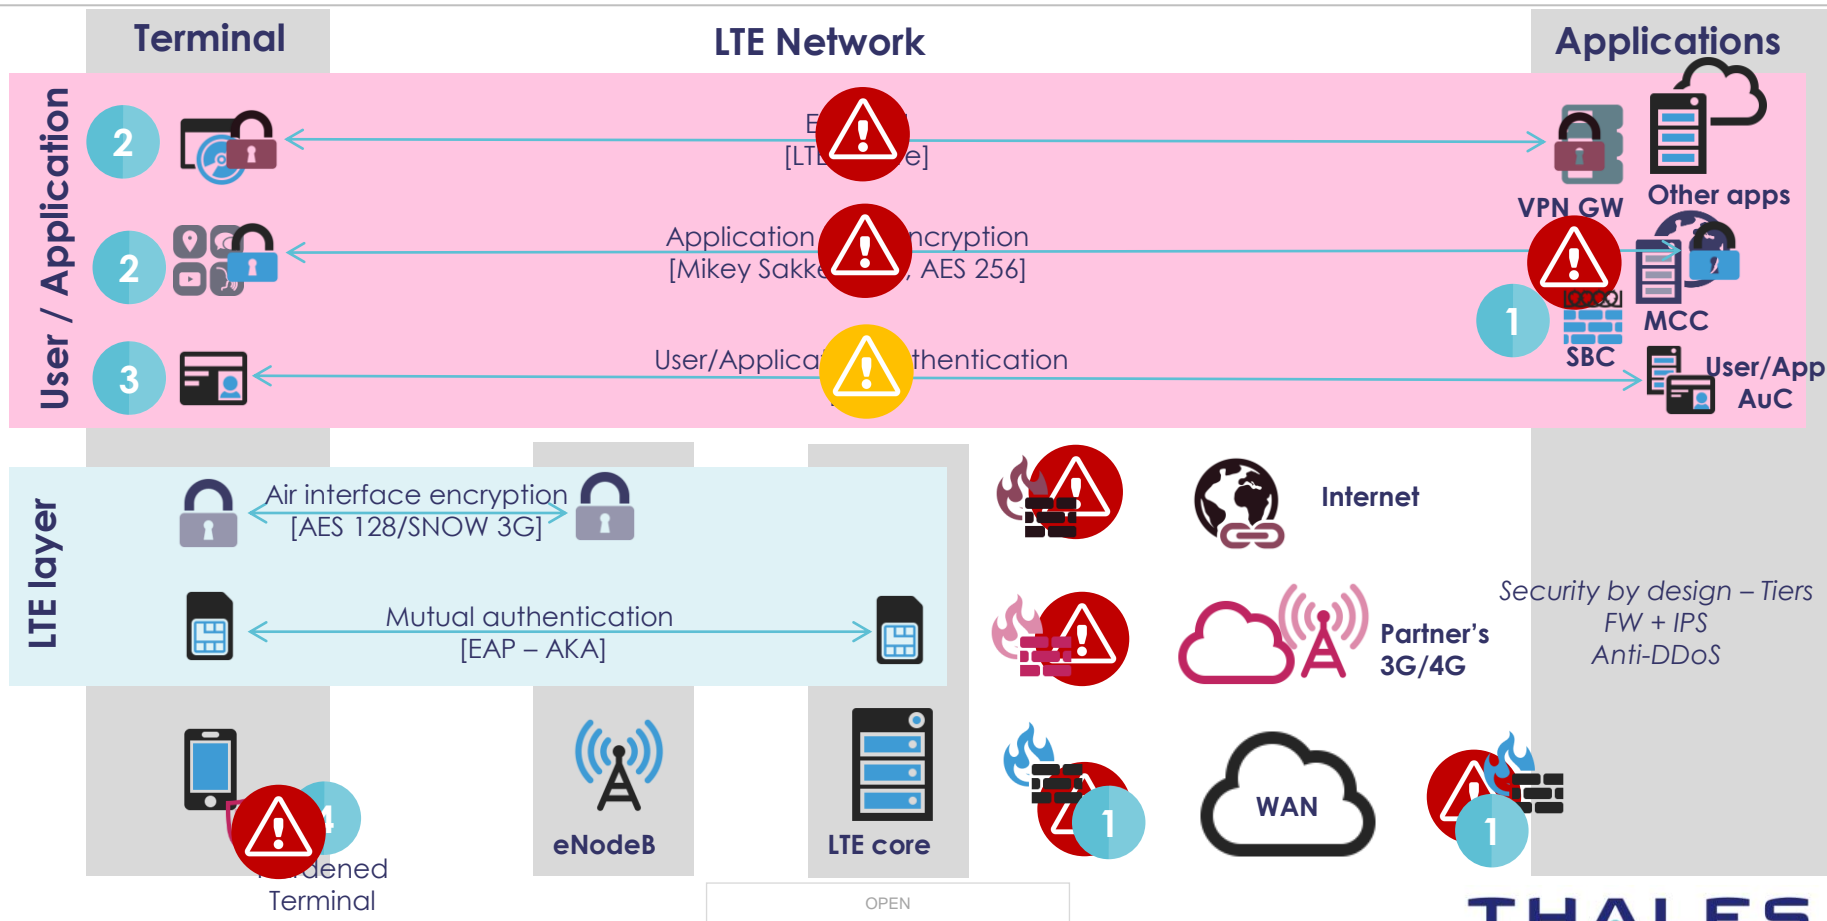 Terminal
LTE Network
Applications
User / Application
2
E
[LTE e]
VPN GW
Other apps
2
Application ncryption
[Mikey Sakke , AES 256]
1
MCC
SBC
3
User/Applica thentication
[
User/App
AuC
LTE layer
Air interface encryption
[AES 128/SNOW 3G]
Mutual authentication
[EAP – AKA]
Internet
Partner's
3G/4G
Security by design – Tiers
FW + IPS
Anti-DDoS
4
dened
Terminal
eNodeB
LTE core
1
WAN
1
OPEN
THALES